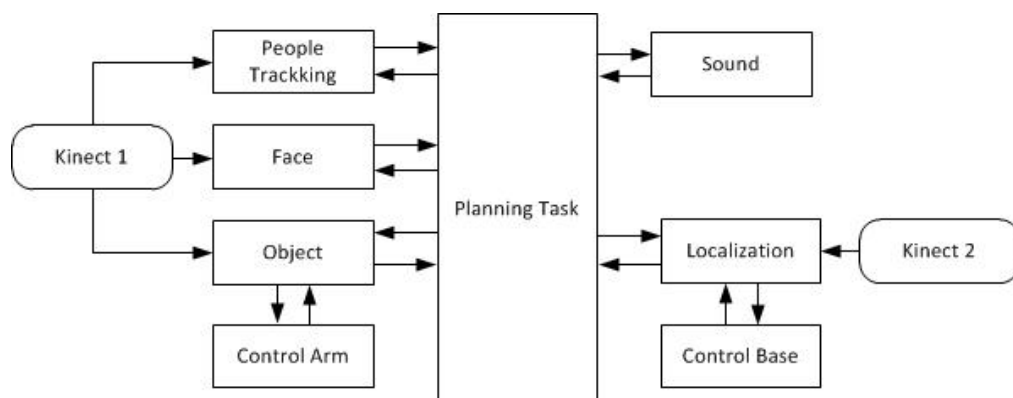 People
Trackking
Sound
Kinect 1
Face
Planning Task
Object
Localization
Kinect 2
Control Arm
Control Base